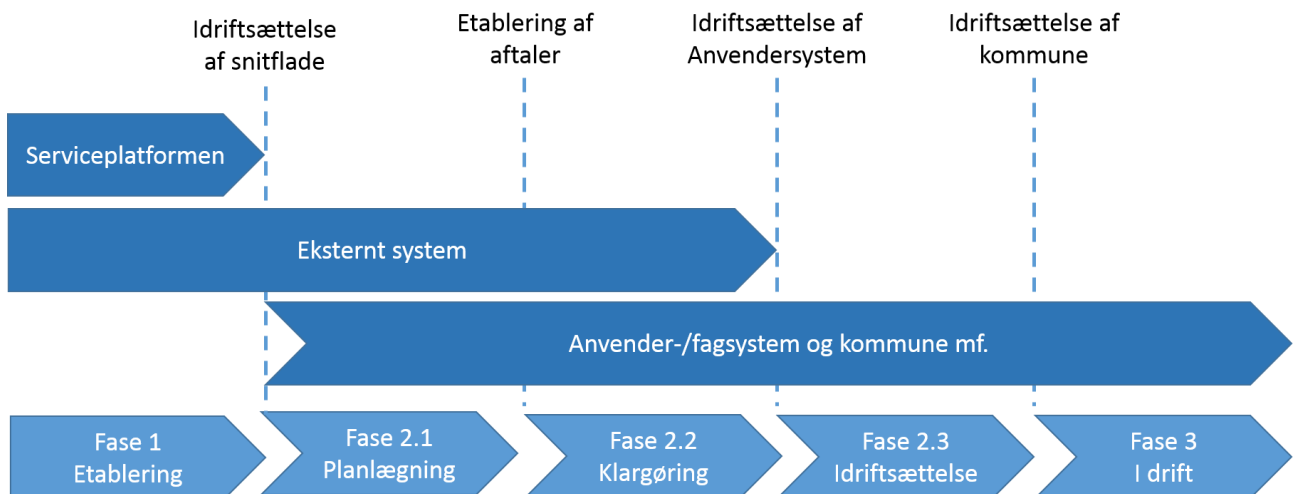 Idriftsættelse
af snitflade
Etablering af
aftaler
Idriftsættelse af
Anvendersystem
Idriftsættelse af
kommune
Serviceplatformen
Eksternt system
Anvender-/fagsystem og kommune mf.
Fase 1
Etablering
Fase 2.1
Planlægning
Fase 2.2
Klargøring
Fase 2.3
Idriftsættelse
Fase 3
I drift